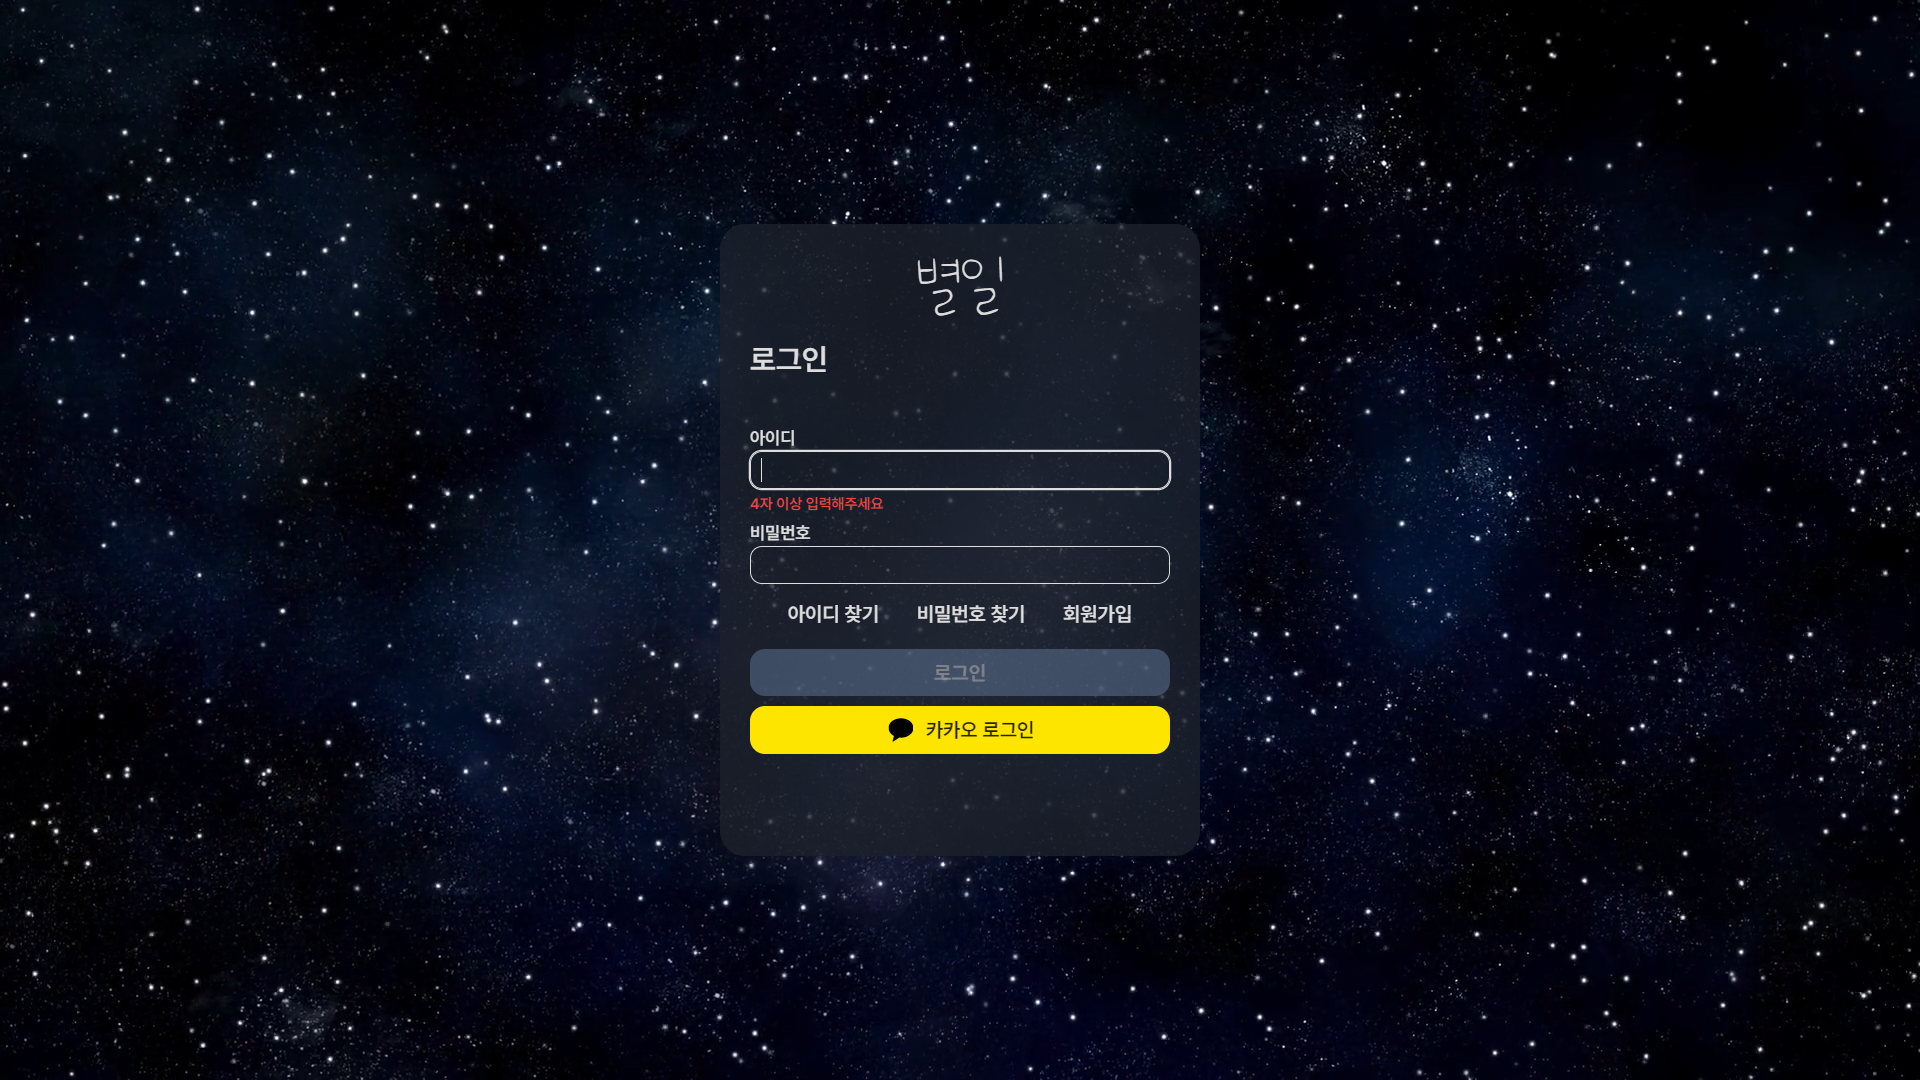 별일
로그인
아이디
4자 이상 입력해주세요
비밀번호
아이디 찾기 비밀번호 찾기 회원가입
로그인
카카오 로그인